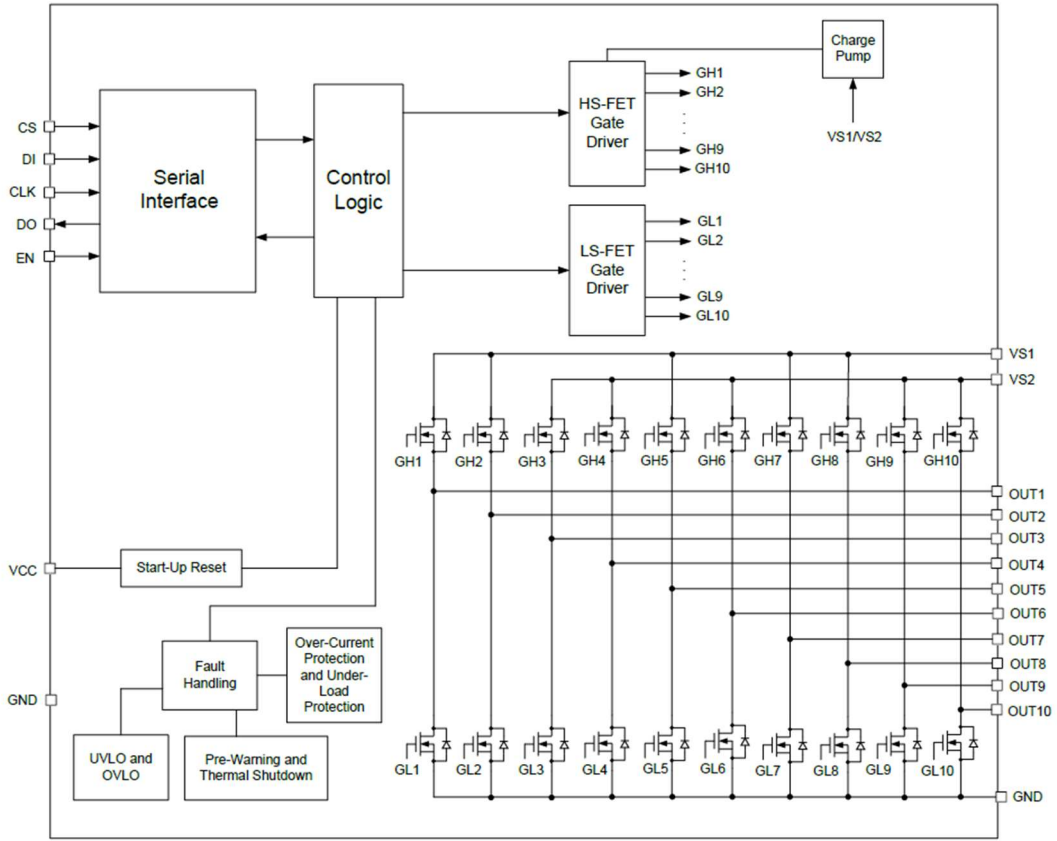 Charge
Pump
VS1/VS2
HS-FET
Gate
Driver
GH1
GH2
GH9
GH10
CS
DI
CLK
DO
EN
Serial
Interface
Control
Logic
LS-FET
Gate
Driver
GL1
GL2
GL9
GL10
VS1
VS2
GH1 GH2 GH3 GH4 GH5 GH6 GH7 GH8 GH9 GH10
OUT1
OUT2
OUT3
OUT4
OUT5
OUT6
OUT7
OUT8
OUT9
OUT10
VCC
Start-Up Reset
Fault
Handling
Over-Current
Protection
and Under-
Load
Protection
GND
UVLO and
OVLO
Pre-Warning and
Thermal Shutdown
GL1 GL2 GL3 GL4 GL5 GL6 GL7 GL8 GL9 GL10
GND